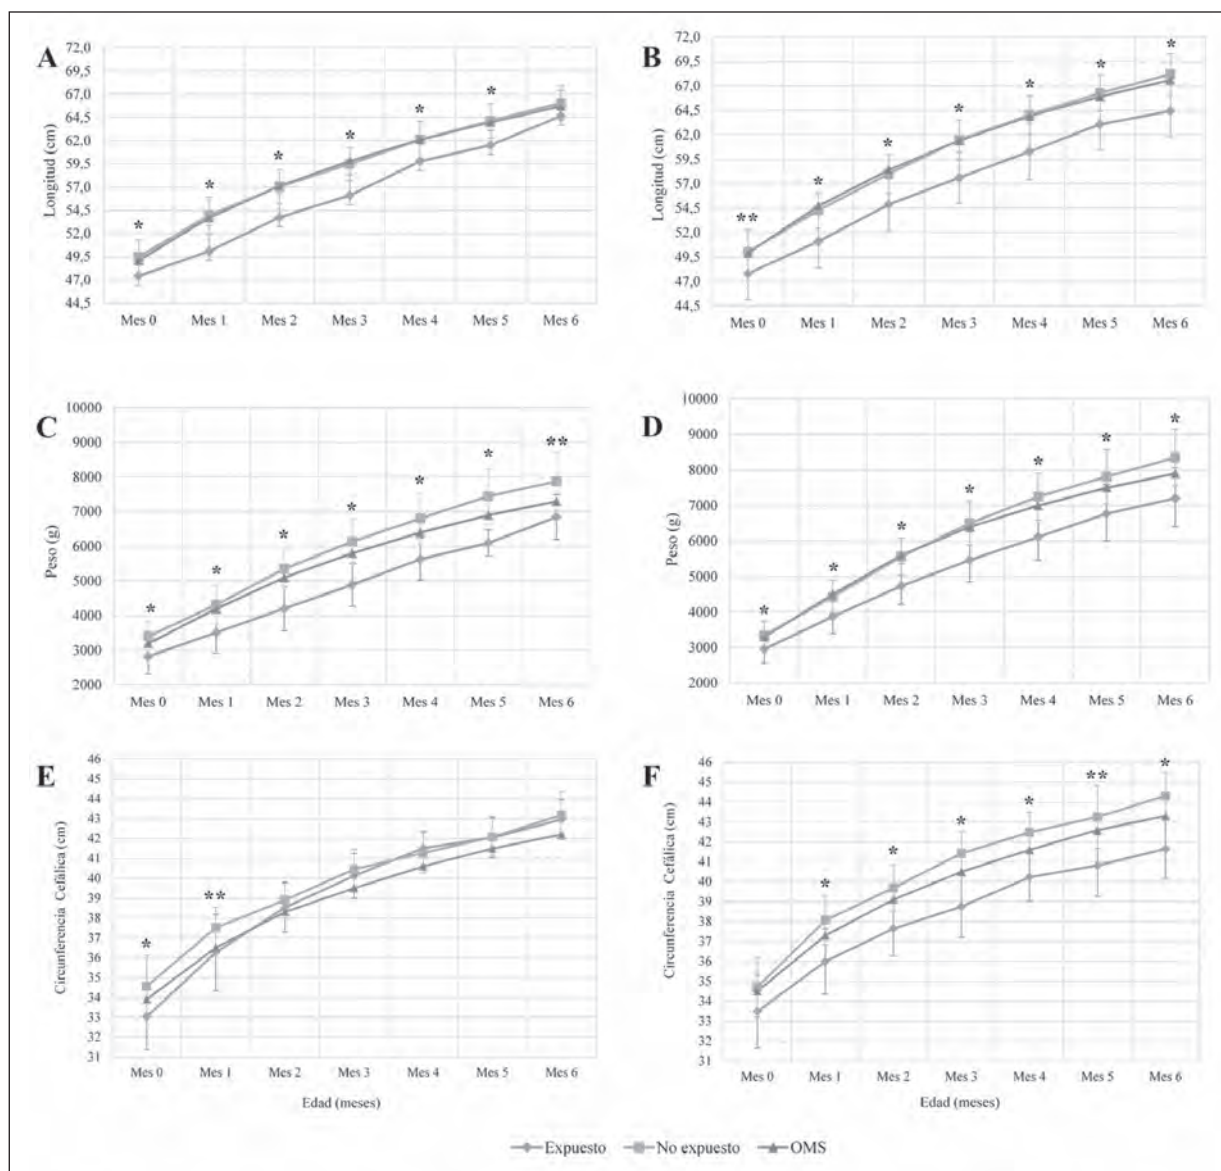 A
Longitud (cm)
72,0
69,5
67,0
64,5
62,0
59,5
57,0
54,5
52,0
49,5
47,0
44,5
* * * * * *
Mes 0 Mes 1 Mes 2 Mes 3 Mes 4 Mes 5 Mes 6
B
Longitud (cm)
72,0
69,5
67,0
64,5
62,0
59,5
57,0
54,5
52,0
49,5
47,0
44,5
** * * * * * *
Mes 0 Mes 1 Mes 2 Mes 3 Mes 4 Mes 5 Mes 6
C
Peso (g)
10000
9000
8000
7000
6000
5000
4000
3000
2000
* * * * * * **
Mes 0 Mes 1 Mes 2 Mes 3 Mes 4 Mes 5 Mes 6
D
Peso (g)
10000
9000
8000
7000
6000
5000
4000
3000
2000
* * * * * * *
Mes 0 Mes 1 Mes 2 Mes 3 Mes 4 Mes 5 Mes 6
E
Circunferencia Cefálica (cm)
46
45
44
43
42
41
40
39
38
37
36
35
34
33
32
31
* **
Mes 0 Mes 1 Mes 2 Mes 3 Mes 4 Mes 5 Mes 6
Edad (meses)
F
Circunferencia Cefálica (cm)
46
45
44
43
42
41
40
39
38
37
36
35
34
33
32
31
* * * * ** *
Mes 0 Mes 1 Mes 2 Mes 3 Mes 4 Mes 5 Mes 6
Edad (meses)
Expuesto No expuesto OMS